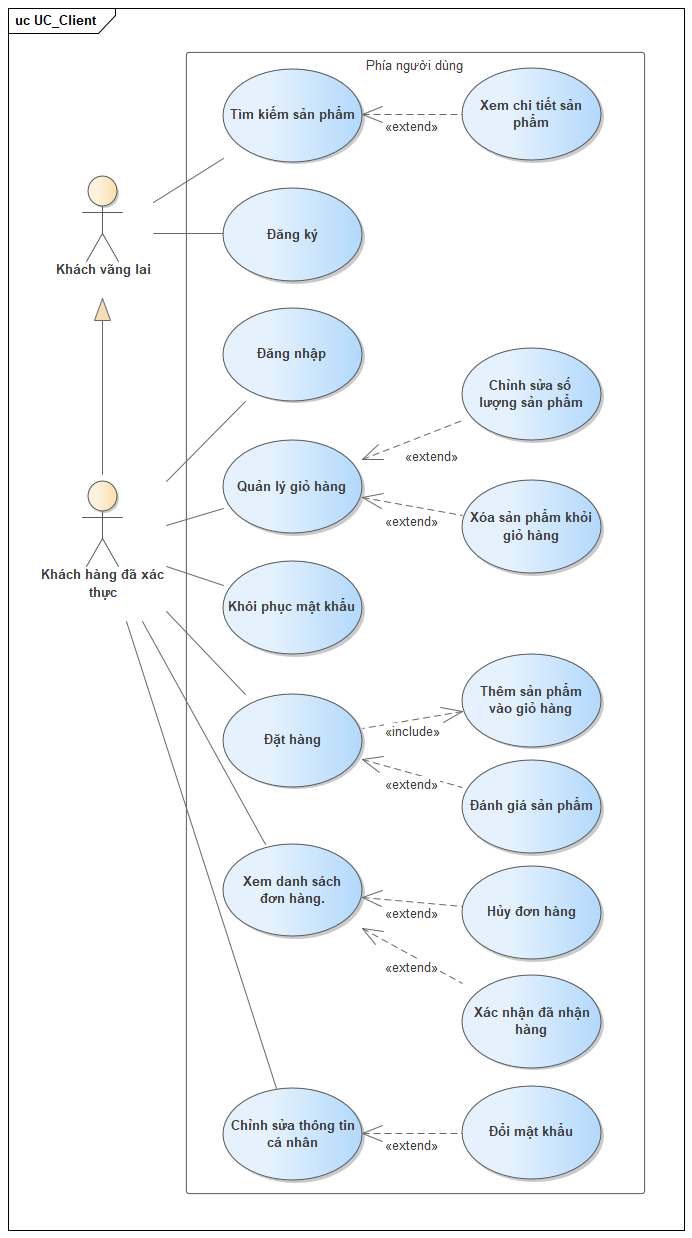 uc UC_Client
Phía người dùng
Tìm kiếm sản phẩm
«extend»
Xem chi tiết sản
phẩm
Khách vãng lai
Đăng ký
Đăng nhập
Chỉnh sửa số
lượng sản phẩm
«extend»
Quản lý giỏ hàng
«extend»
Xóa sản phẩm khỏi
giỏ hàng
Khách hàng đã xác
thực
Khôi phục mật khẩu
Thêm sản phẩm
vào giỏ hàng
Đặt hàng
«include»
«extend»
Đánh giá sản phẩm
Xem danh sách
đơn hàng.
«extend»
Hủy đơn hàng
«extend»
Xác nhận đã nhận
hàng
Chỉnh sửa thông tin
cá nhân
«extend»
Đổi mật khẩu